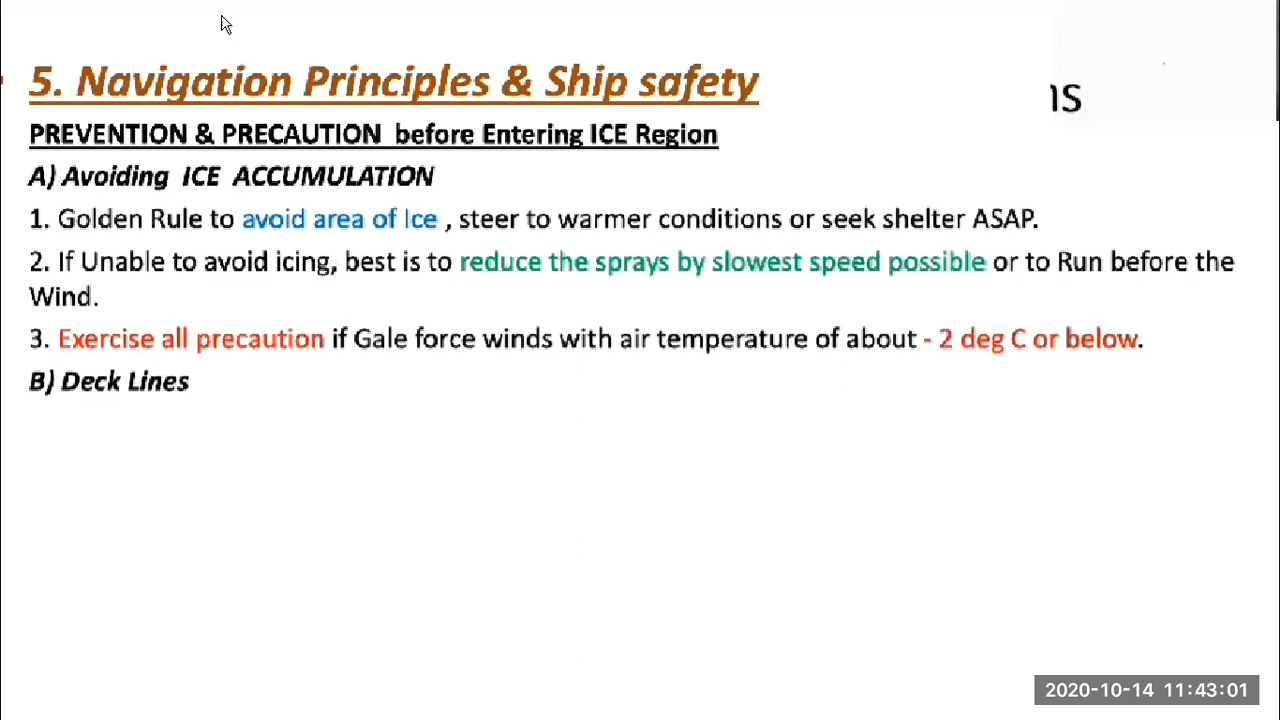 5. Navigation Principles & Ship safety
PREVENTION & PRECAUTION before Entering ICE Region
A) Avoiding ICE ACCUMULATION
1. Golden Rule to avoid area of Ice , steer to warmer conditions or seek shelter ASAP.
2. If Unable to avoid icing, best is to reduce the sprays by slowest speed possible or to Run before the
Wind.
3. Exercise all precaution if Gale force winds with air temperature of about - 2 deg C or below.
B) Deck Lines
2020-10-14 11:43:01